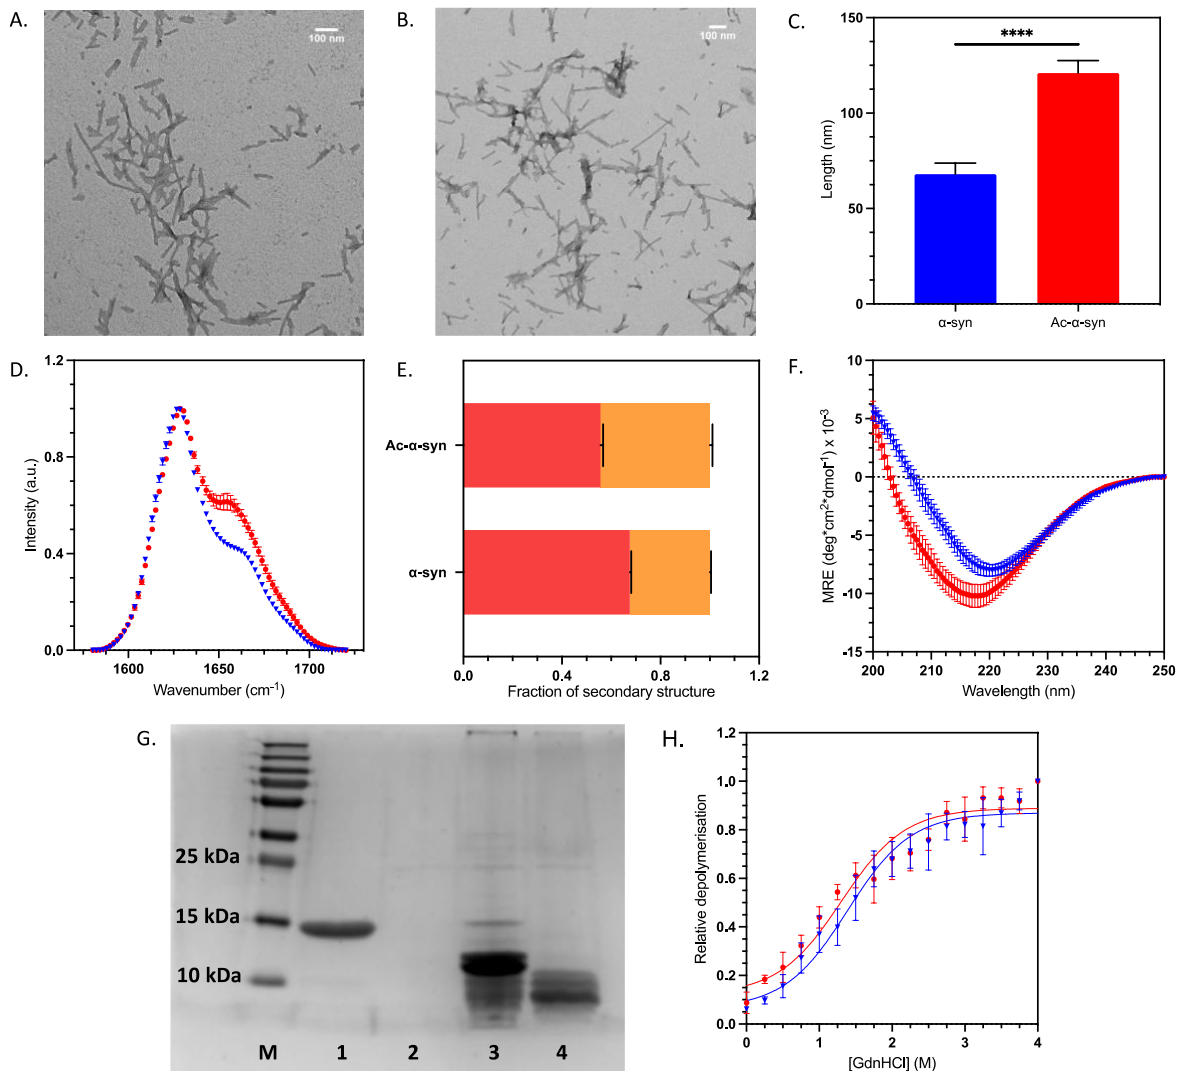 A.
100 nm
B.
100 nm
C.
150
100
50
0
Length (nm)
****
α-syn
Ac-α-syn
D.
1.2
0.8
0.4
0.0
Intensity (a.u.)
1600
1650
1700
Wavenumber (cm⁻¹)
E.
Ac-α-syn
α-syn
0.0
0.4
0.8
1.2
Fraction of secondary structure
F.
10
5
0
-5
-10
-15
MRE (deg*cm²*dmol⁻¹) x 10⁻³
200
210
220
230
240
250
Wavelength (nm)
G.
25 kDa
15 kDa
10 kDa
M 1 2 3 4
H.
1.2
1.0
0.8
0.6
0.4
0.2
0.0
Relative depolymerisation
0
1
2
3
4
[GdnHCl] (M)